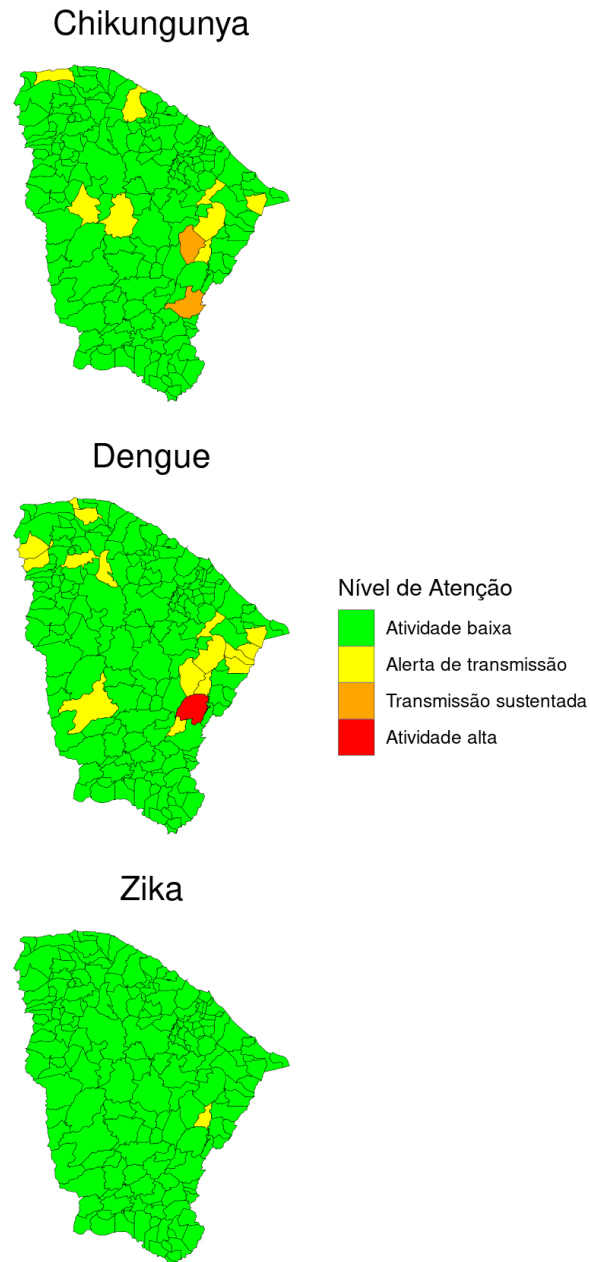 Chikungunya
Dengue
Nível de Atenção
Atividade baixa
Alerta de transmissão
Transmissão sustentada
Atividade alta
Zika